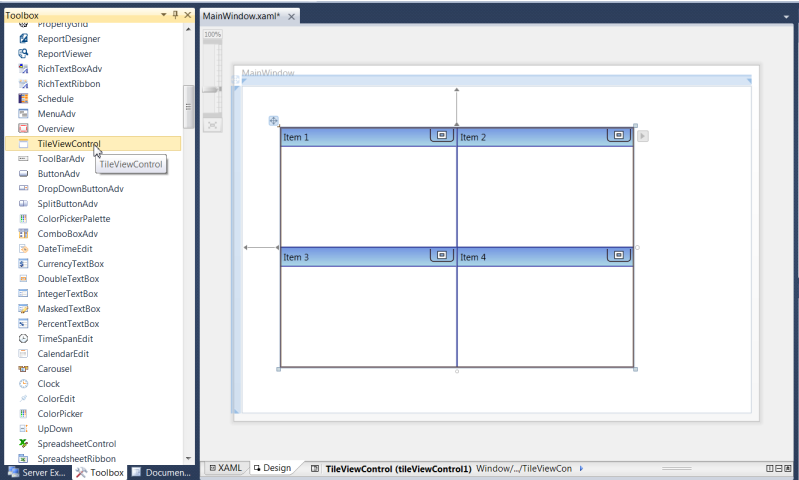 Toolbox
PropertyGrid
ReportDesigner
ReportViewer
RichTextBoxAdv
RichTextRibbon
Schedule
MenuAdv
Overview
TileViewControl
TileViewControl
ToolBarAdv
ButtonAdv
DropDownButtonAdv
SplitButtonAdv
ColorPickerPalette
ComboBoxAdv
DateTimeEdit
CurrencyTextBox
DoubleTextBox
IntegerTextBox
MaskedTextBox
PercentTextBox
TimeSpanEdit
CalendarEdit
Carousel
Clock
ColorEdit
ColorPicker
UpDown
SpreadsheetControl
SpreadsheetRibbon
Server Ex... Toolbox Documen...
MainWindow.xaml*
100%
MainWindow
Item 1 Item 2
Item 3 Item 4
XAML Design TileViewControl (tileViewControl1) Window/.../TileViewCon